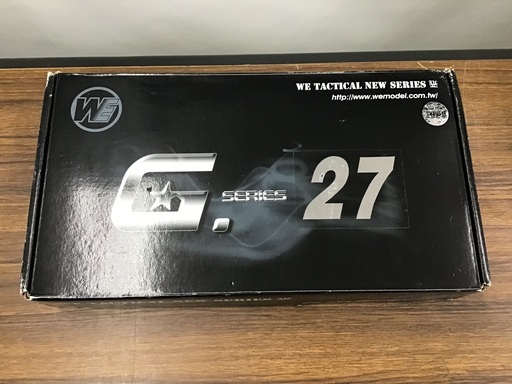 WE
WE TACTICAL NEW SERIES
http://www.wemodel.com.tw/
G. SERIES 27